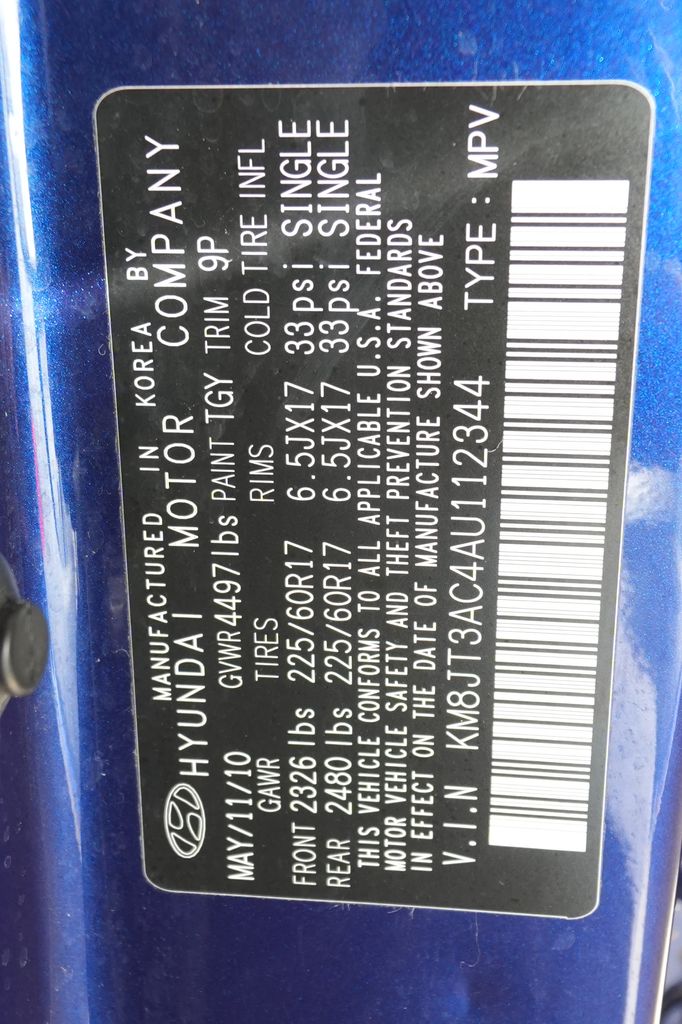 MANUFACTURED IN KOREA BY
HYUNDAI MOTOR COMPANY
MAY/11/10 GVWR4497lbs PAINT TGY TRIM 9P
GAWR TIRES RIMS COLD TIRE INFL
FRONT 2326 lbs 225/60R17 6.5JX17 33psi SINGLE
REAR 2480 lbs 225/60R17 6.5JX17 33psi SINGLE
THIS VEHICLE CONFORMS TO ALL APPLICABLE U.S.A. FEDERAL
MOTOR VEHICLE SAFETY AND THEFT PREVENTION STANDARDS
IN EFFECT ON THE DATE OF MANUFACTURE SHOWN ABOVE
V.I.N KM8JT3AC4AU112344 TYPE : MPV